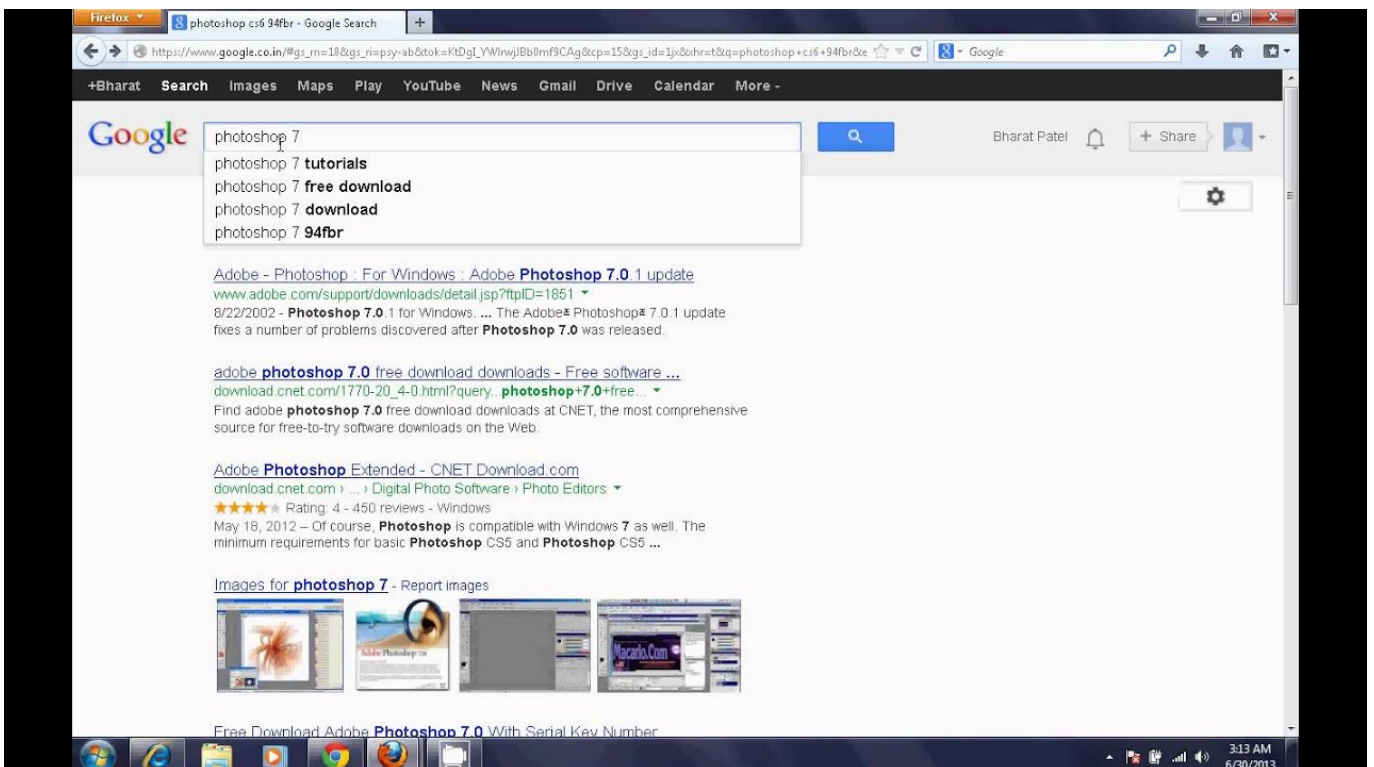 Firefox
photoshop cs6 94fbr - Google Search
+Bharat Search Images Maps Play YouTube News Gmail Drive Calendar More
Google
photoshop 7
Bharat Patel
+ Share
photoshop 7 tutorials
photoshop 7 free download
photoshop 7 download
photoshop 7 94fbr
Adobe - Photoshop : For Windows : Adobe Photoshop 7.0.1 update
www.adobe.com/support/downloads/detail.jsp?ftpID=1851
8/22/2002 - Photoshop 7.0.1 for Windows. ... The Adobe® Photoshop® 7.0.1 update
fixes a number of problems discovered after Photoshop 7.0 was released.
adobe photoshop 7.0 free download downloads - Free software ...
download.cnet.com/1770-20_4-0.html?query...photoshop+7.0+free...
Find adobe photoshop 7.0 free download downloads at CNET, the most comprehensive
source for free-to-try software downloads on the Web.
Adobe Photoshop Extended - CNET Download.com
download.cnet.com › ... › Digital Photo Software › Photo Editors
Rating: 4 - 450 reviews - Windows
May 18, 2012 – Of course, Photoshop is compatible with Windows 7 as well. The
minimum requirements for basic Photoshop CS5 and Photoshop CS5 ...
Images for photoshop 7 - Report images
Adobe Photoshop 7.0
Macarlo.Com
Free Download Adobe Photoshop 7.0 With Serial Key Number
3:13 AM
6/30/2013